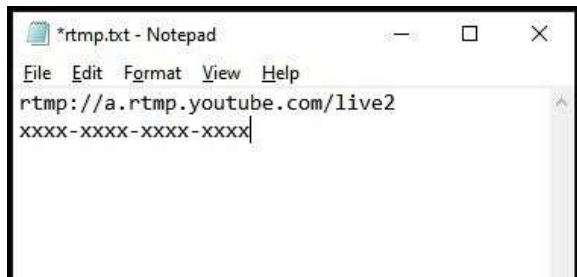 *rtmp.txt - Notepad
File Edit Format View Help
rtmp://a.rtmp.youtube.com/live2
xxxx-xxxx-xxxx-xxxx